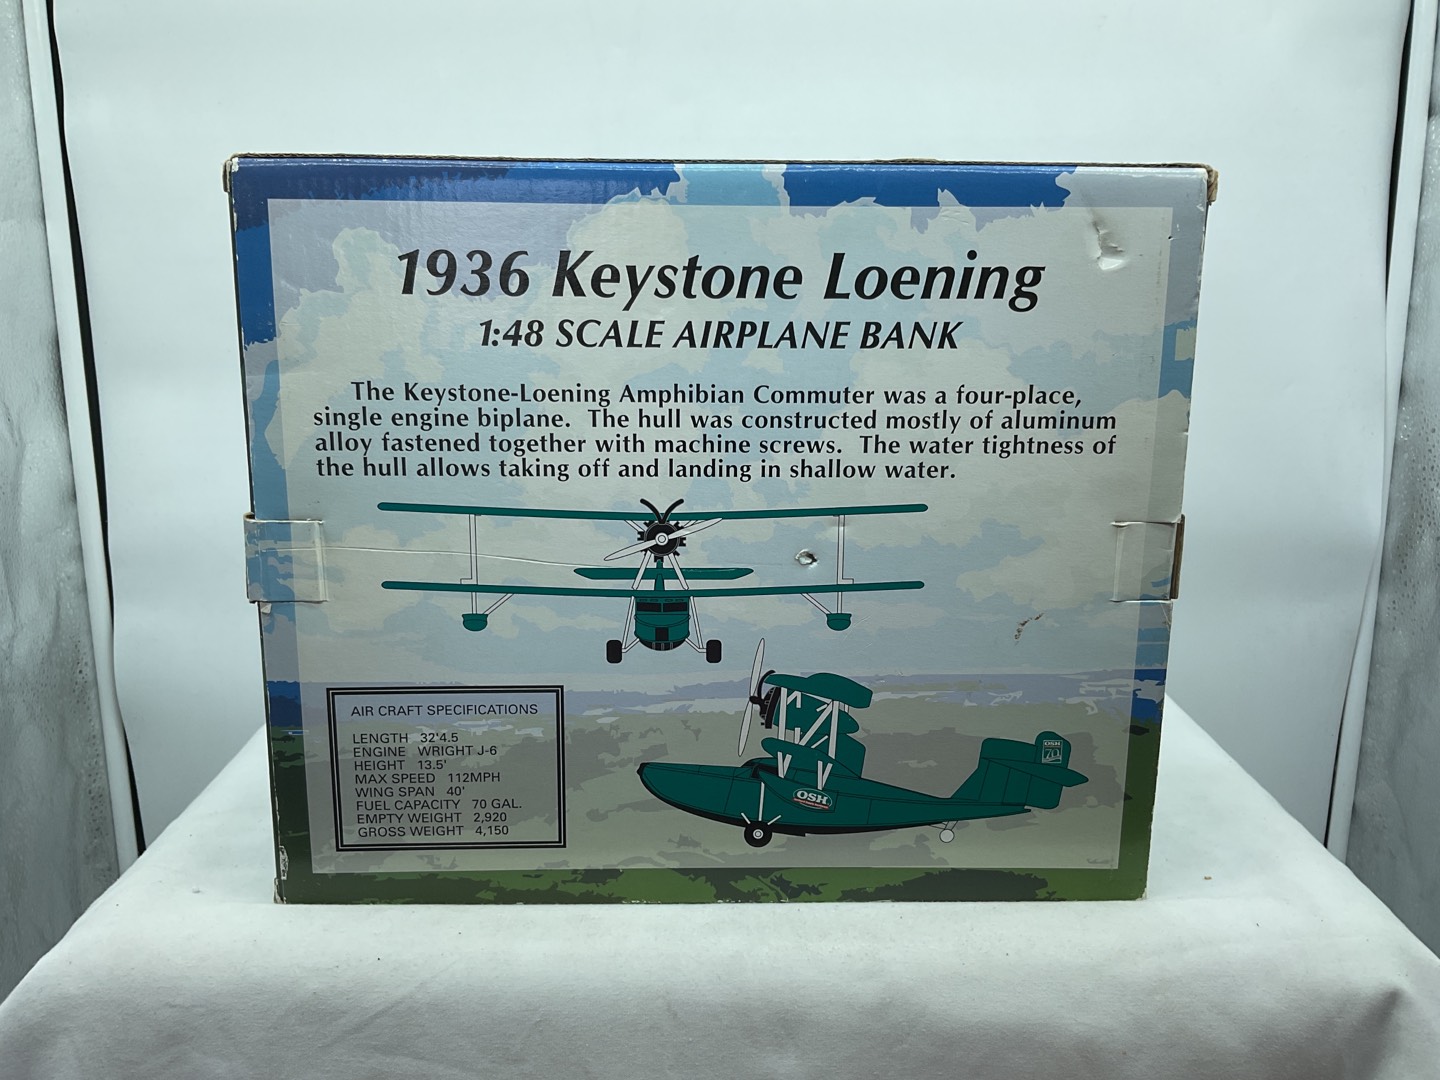 1936 Keystone Loening
1:48 SCALE AIRPLANE BANK
The Keystone-Loening Amphibian Commuter was a four-place,
single engine biplane. The hull was constructed mostly of aluminum
alloy fastened together with machine screws. The water tightness of
the hull allows taking off and landing in shallow water.
AIR CRAFT SPECIFICATIONS
LENGTH 32'4.5
ENGINE WRIGHT J-6
HEIGHT 13.5'
MAX SPEED 112MPH
WING SPAN 40'
FUEL CAPACITY 70 GAL.
EMPTY WEIGHT 2,920
GROSS WEIGHT 4,150
OSH
70
OSH